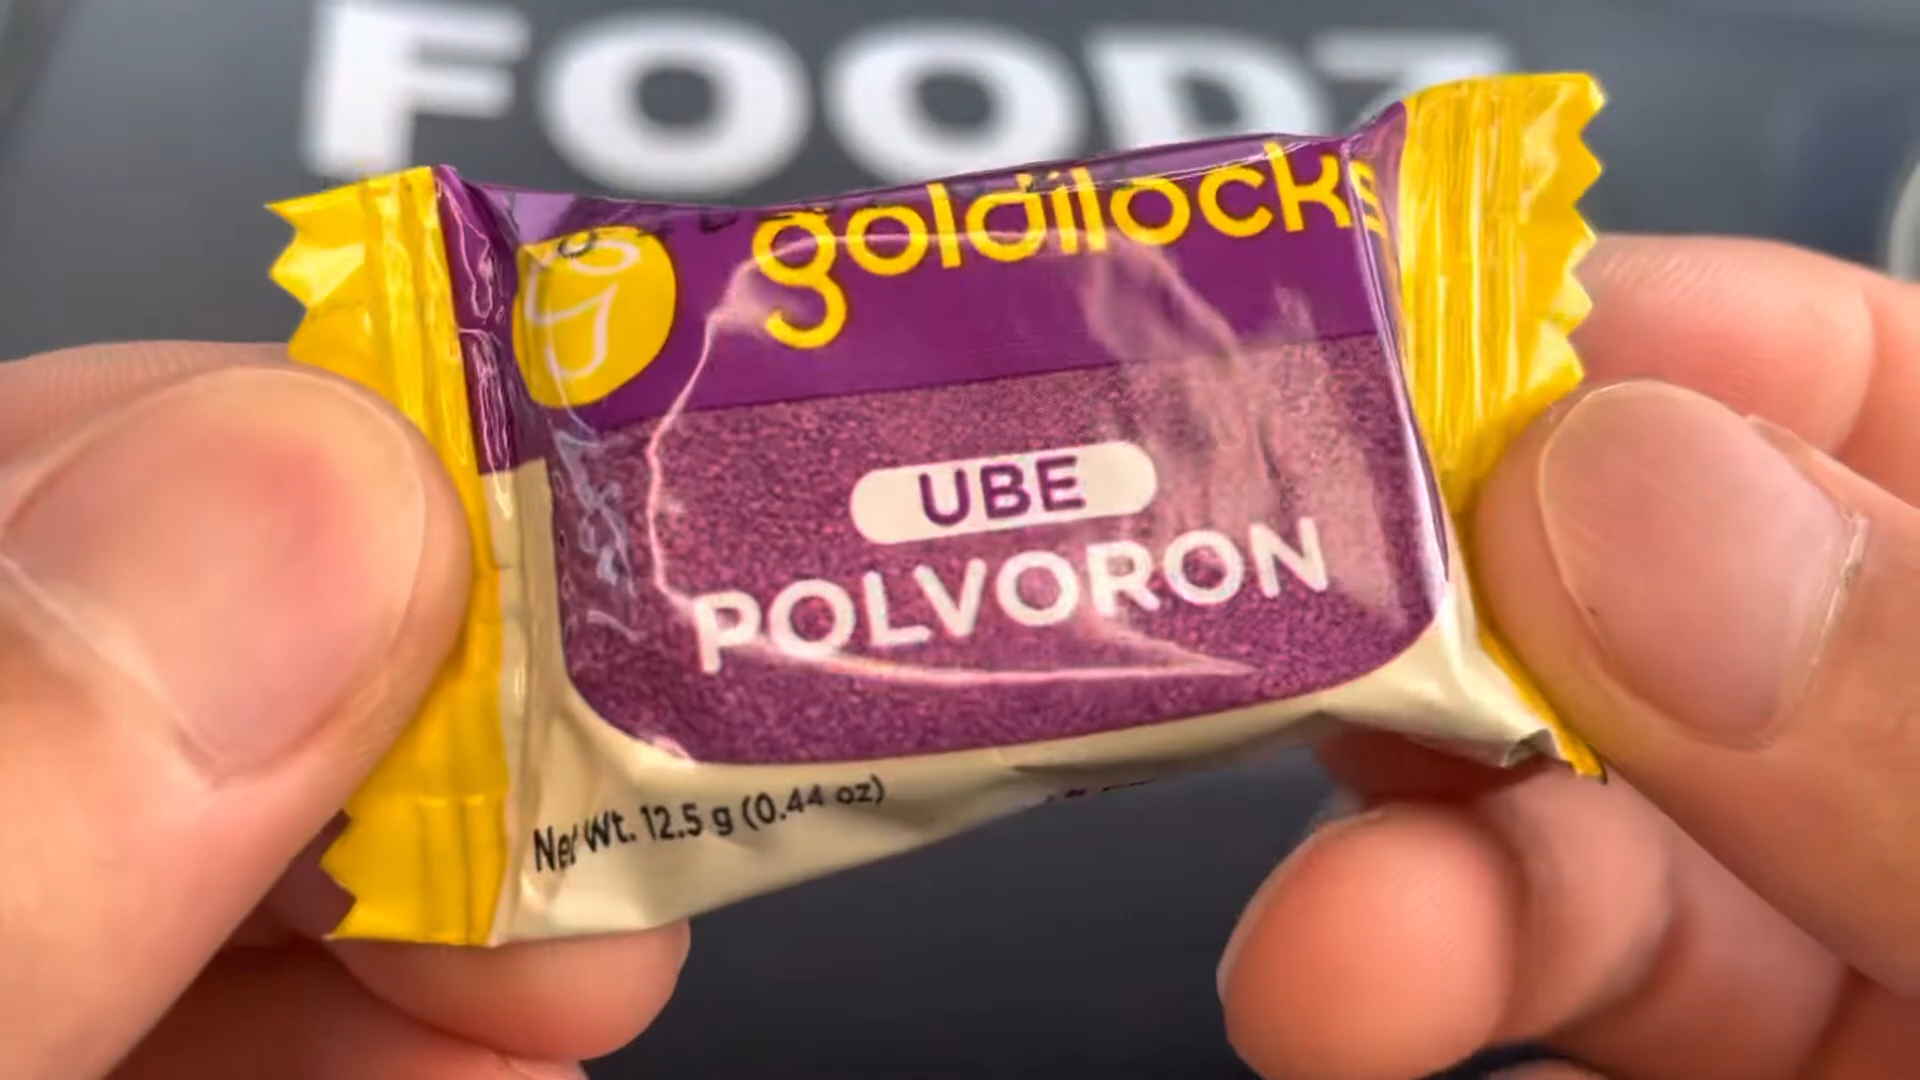 FOODZ
goldilocks
UBE
POLVORON
Net Wt. 12.5 g (0.44 oz)